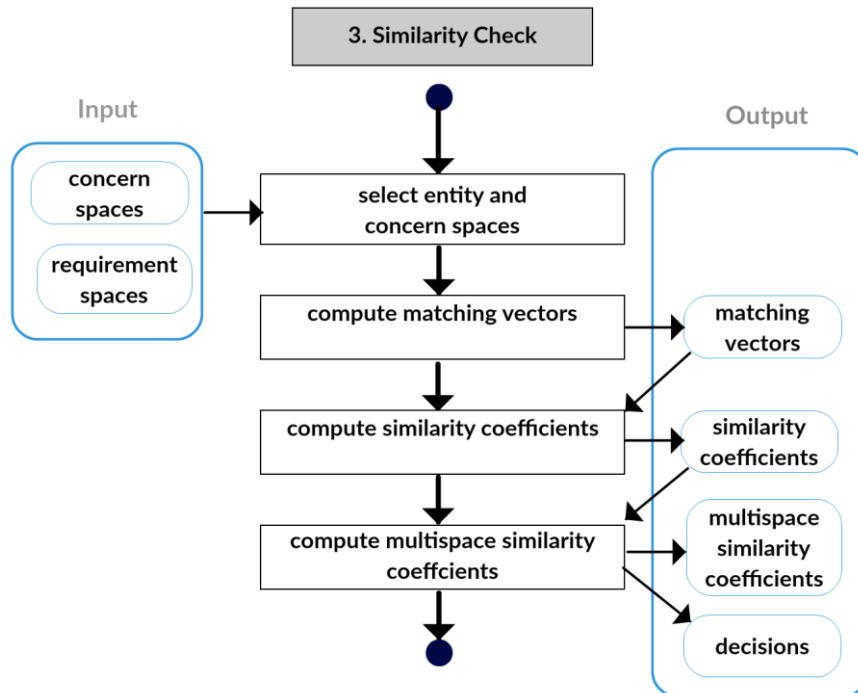 3. Similarity Check
Input
Output
concern
spaces
requirement
spaces
select entity and
concern spaces
compute matching vectors
matching
vectors
compute similarity coefficients
similarity
coefficients
compute multispace similarity
coeffcients
multispace
similarity
coefficients
decisions